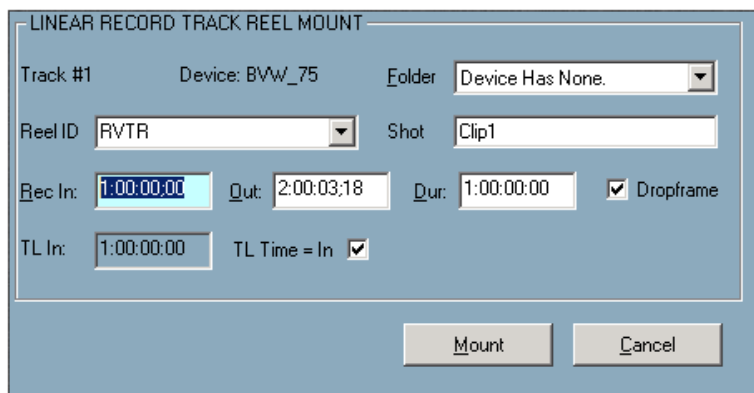 LINEAR RECORD TRACK REEL MOUNT
Track #1 Device: BVW_75 Folder Device Has None.
Reel ID RVTR Shot Clip1
Rec In: 1:00:00;00 Out: 2:00:03;18 Dur: 1:00:00:00 Dropframe
TL In: 1:00:00:00 TL Time = In
Mount Cancel